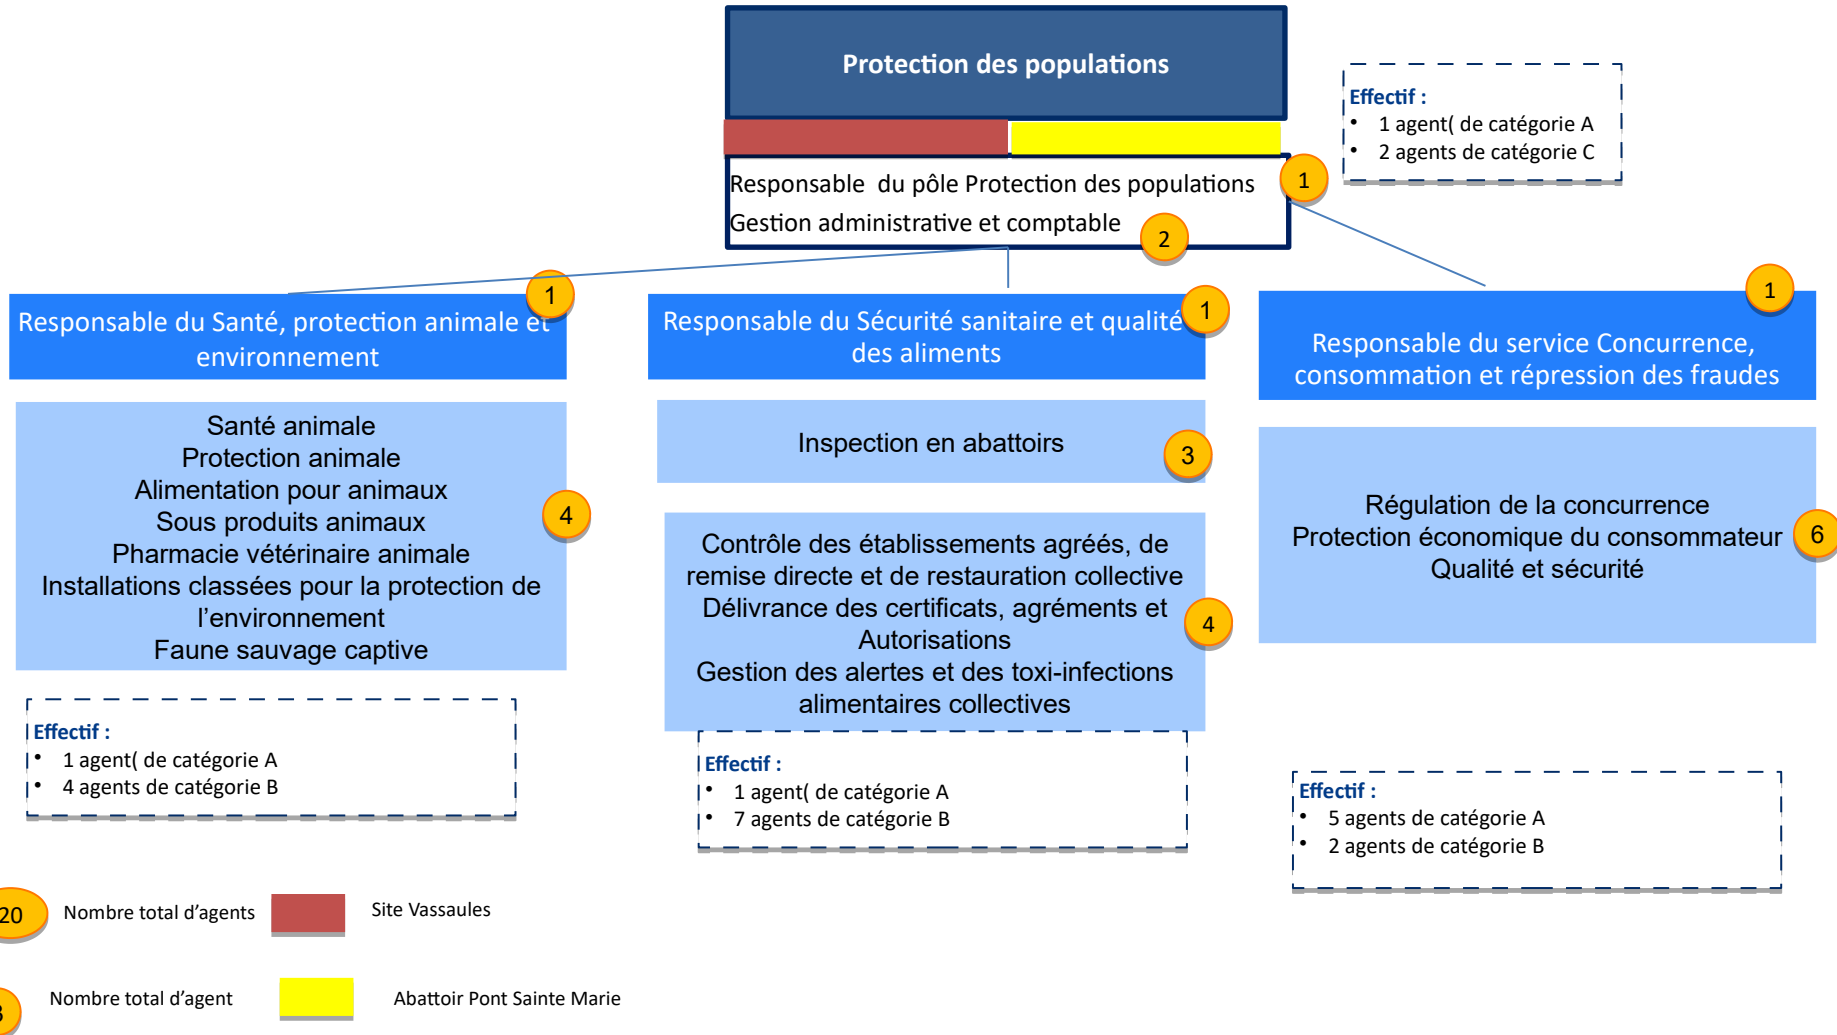 Protection des populations
Effectif :
• 1 agent( de catégorie A
• 2 agents de catégorie C
Responsable du pôle Protection des populations
1
Gestion administrative et comptable
2
1
Responsable du Santé, protection animale et
environnement
1
Responsable du Sécurité sanitaire et qualité
des aliments
1
Responsable du service Concurrence,
consommation et répression des fraudes
Santé animale
Protection animale
Alimentation pour animaux
Sous produits animaux
Pharmacie vétérinaire animale
Installations classées pour la protection de
l’environnement
Faune sauvage captive
4
Inspection en abattoirs
3
Contrôle des établissements agréés, de
remise directe et de restauration collective
Délivrance des certificats, agréments et
Autorisations
Gestion des alertes et des toxi-infections
alimentaires collectives
4
Régulation de la concurrence
Protection économique du consommateur
Qualité et sécurité
6
Effectif :
• 1 agent( de catégorie A
• 4 agents de catégorie B
Effectif :
• 1 agent( de catégorie A
• 7 agents de catégorie B
Effectif :
• 5 agents de catégorie A
• 2 agents de catégorie B
20
Nombre total d’agents
Site Vassaules
Nombre total d’agent
Abattoir Pont Sainte Marie